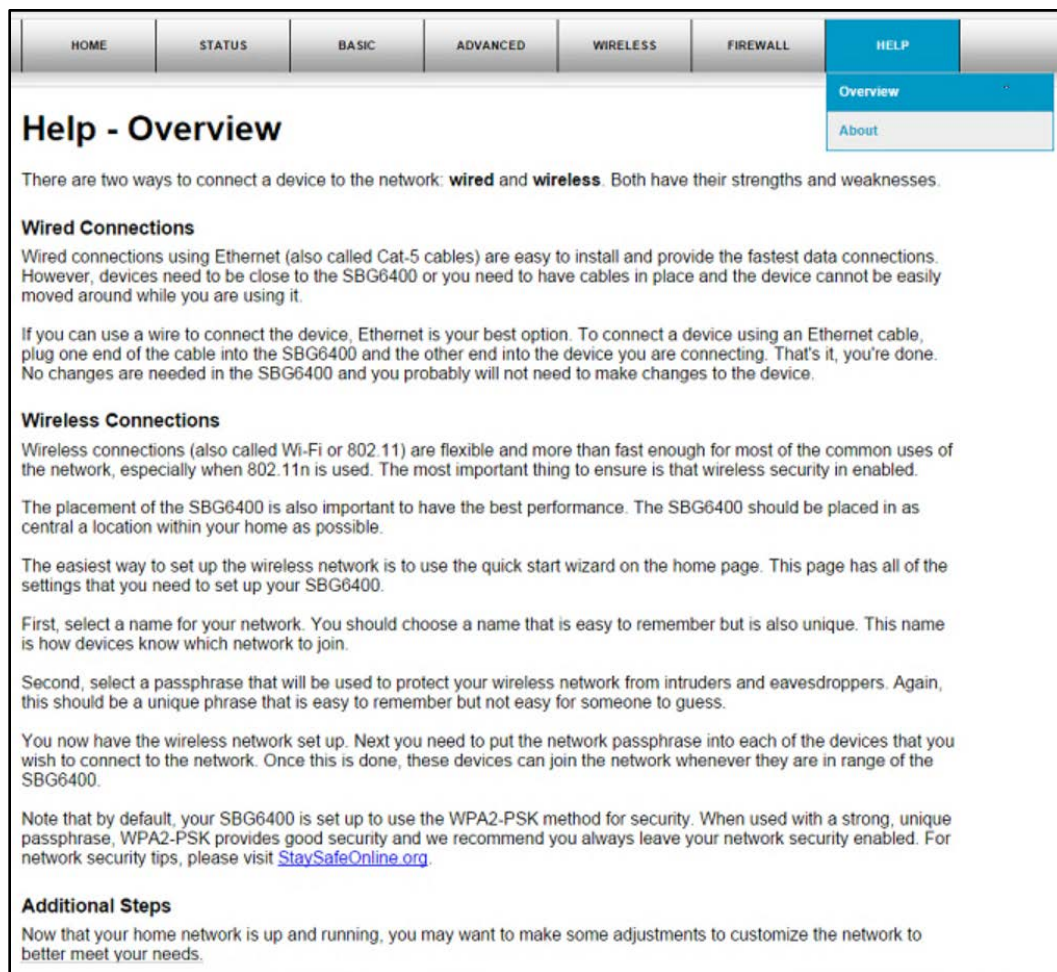 HOME STATUS BASIC ADVANCED WIRELESS FIREWALL HELP
Overview
About
Help - Overview
There are two ways to connect a device to the network: wired and wireless. Both have their strengths and weaknesses.
Wired Connections
Wired connections using Ethernet (also called Cat-5 cables) are easy to install and provide the fastest data connections.
However, devices need to be close to the SBG6400 or you need to have cables in place and the device cannot be easily
moved around while you are using it.
If you can use a wire to connect the device, Ethernet is your best option. To connect a device using an Ethernet cable,
plug one end of the cable into the SBG6400 and the other end into the device you are connecting. That's it, you're done.
No changes are needed in the SBG6400 and you probably will not need to make changes to the device.
Wireless Connections
Wireless connections (also called Wi-Fi or 802.11) are flexible and more than fast enough for most of the common uses of
the network, especially when 802.11n is used. The most important thing to ensure is that wireless security in enabled.
The placement of the SBG6400 is also important to have the best performance. The SBG6400 should be placed in as
central a location within your home as possible.
The easiest way to set up the wireless network is to use the quick start wizard on the home page. This page has all of the
settings that you need to set up your SBG6400.
First, select a name for your network. You should choose a name that is easy to remember but is also unique. This name
is how devices know which network to join.
Second, select a passphrase that will be used to protect your wireless network from intruders and eavesdroppers. Again,
this should be a unique phrase that is easy to remember but not easy for someone to guess.
You now have the wireless network set up. Next you need to put the network passphrase into each of the devices that you
wish to connect to the network. Once this is done, these devices can join the network whenever they are in range of the
SBG6400.
Note that by default, your SBG6400 is set up to use the WPA2-PSK method for security. When used with a strong, unique
passphrase, WPA2-PSK provides good security and we recommend you always leave your network security enabled. For
network security tips, please visit StaySafeOnline.org.
Additional Steps
Now that your home network is up and running, you may want to make some adjustments to customize the network to
better meet your needs.